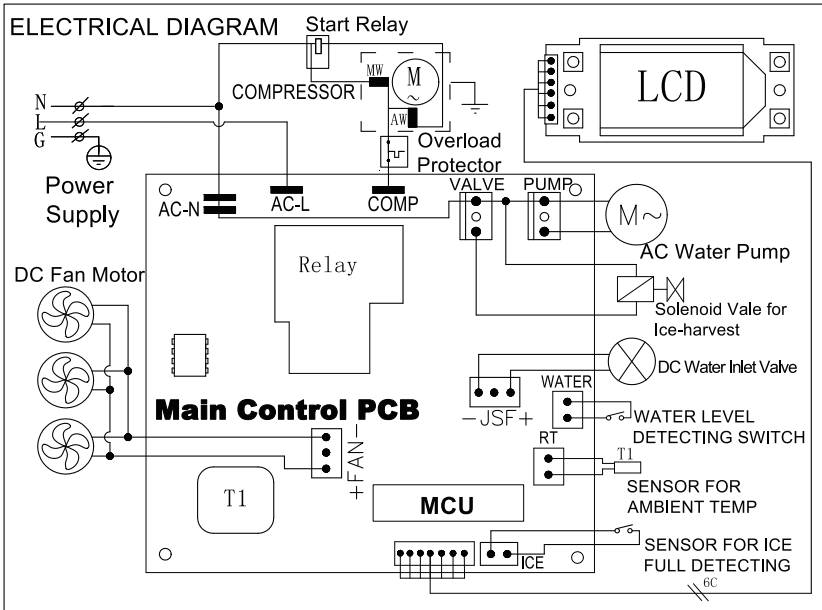 ELECTRICAL DIAGRAM
Start Relay
LCD
MW
M
~
COMPRESSOR
AW
N
L
G
Overload
Protector
Power
Supply
AC-N
AC-L
COMP
VALVE
PUMP
M~
AC Water Pump
Relay
DC Fan Motor
Solenoid Vale for
Ice-harvest
DC Water Inlet Valve
WATER
-JSF+
WATER LEVEL
DETECTING SWITCH
Main Control PCB
+FAN-
RT
T1
SENSOR FOR
AMBIENT TEMP
T1
MCU
ICE
SENSOR FOR ICE
FULL DETECTING
6C